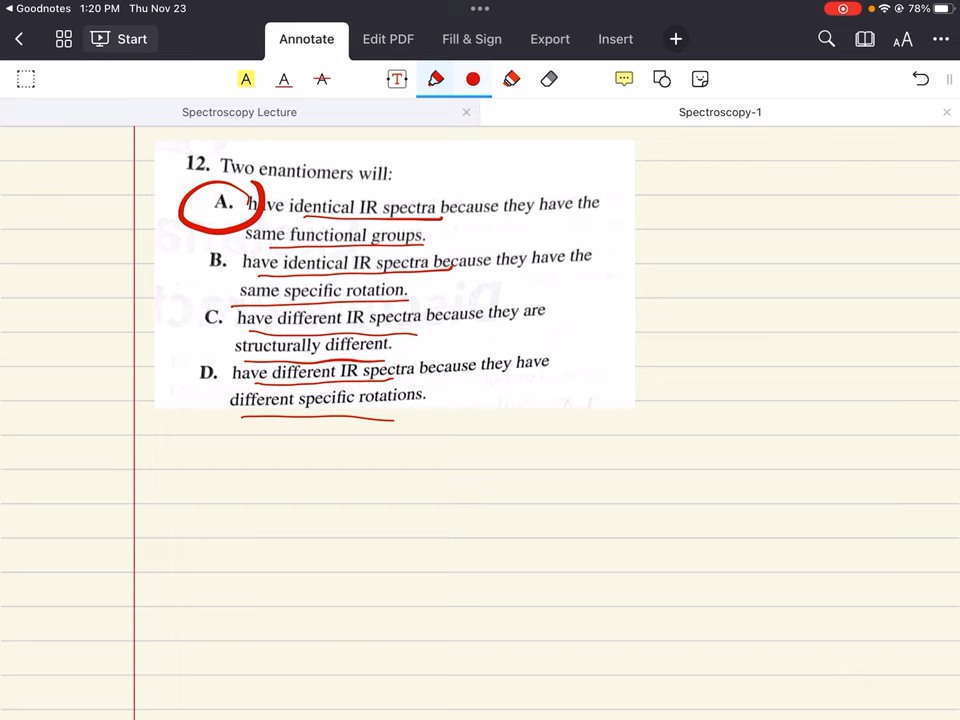 Goodnotes 1:20 PM Thu Nov 23 78%
Start Annotate Edit PDF Fill & Sign Export Insert AA
A A A T
Spectroscopy Lecture Spectroscopy-1
12. Two enantiomers will:
A. have identical IR spectra because they have the
same functional groups.
B. have identical IR spectra because they have the
same specific rotation.
C. have different IR spectra because they are
structurally different.
D. have different IR spectra because they have
different specific rotations.